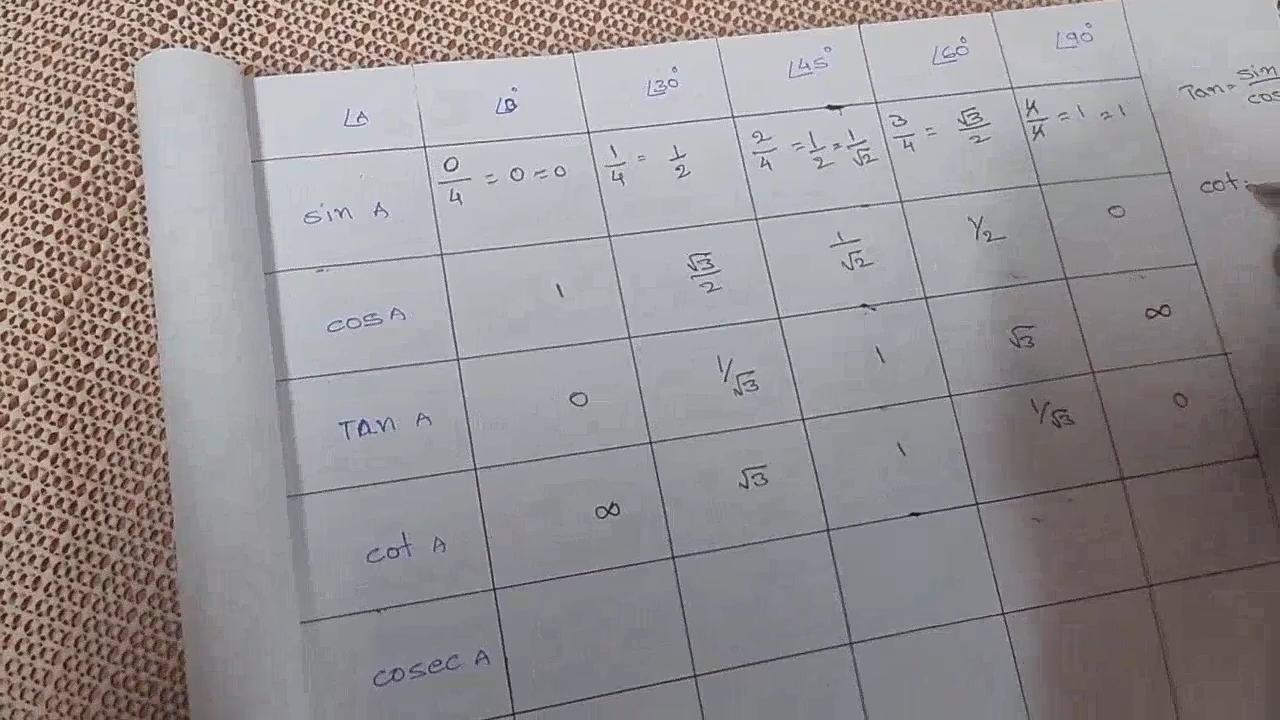 ∠A ∠0° ∠30° ∠45° ∠60° ∠90°
sin A 0/4 = 0 = 0 1/4 = 1/2 2/4 = 1/2 = 1/√2 3/4 = √3/2 4/4 = 1 = 1
cos A 1 √3/2 1/√2 1/2 0
TAN A 0 1/√3 1 √3 ∞
cot A ∞ √3 1 1/√3 0
cosec A
Tan = sin/cos
cot